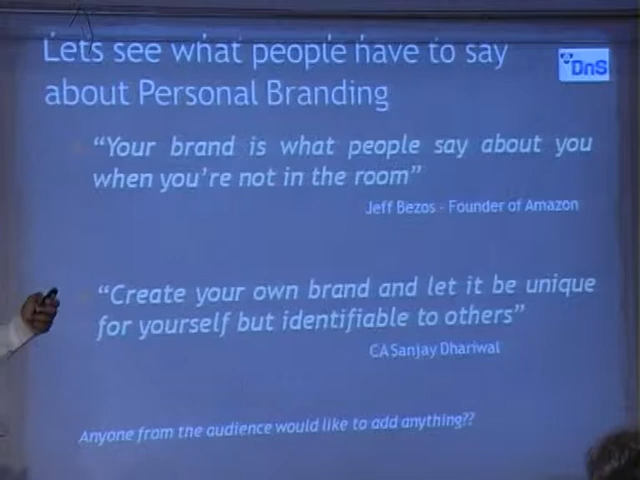 Lets see what people have to say
about Personal Branding
DnS
"Your brand is what people say about you
when you're not in the room"
Jeff Bezos - Founder of Amazon
"Create your own brand and let it be unique
for yourself but identifiable to others"
CA Sanjay Dhariwal
Anyone from the audience would like to add anything??